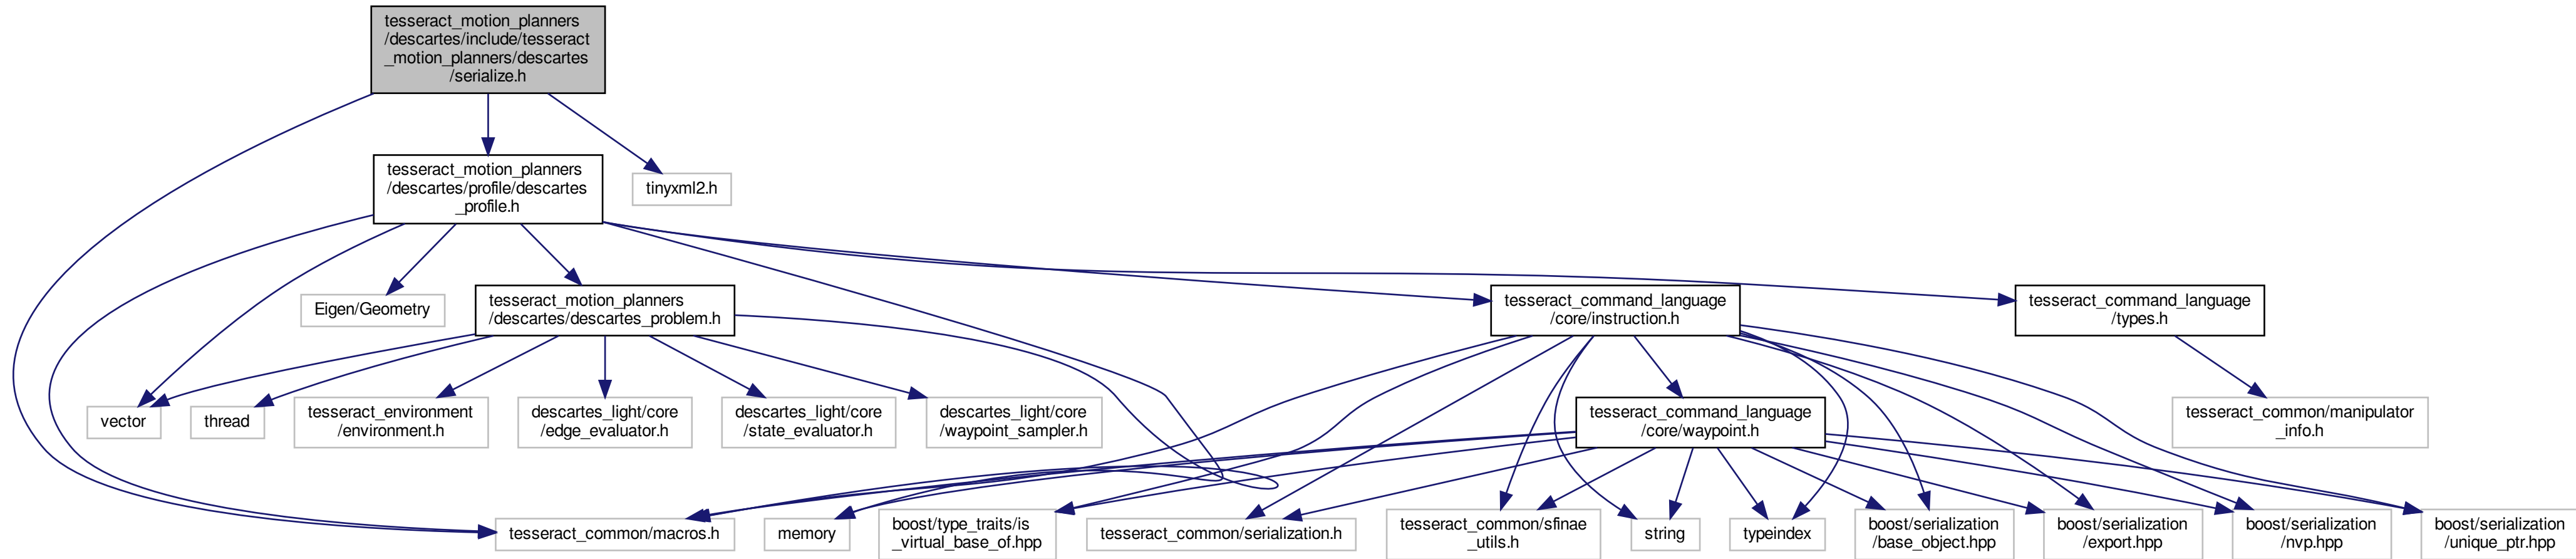 tesseract_motion_planners
/descartes/include/tesseract
_motion_planners/descartes
/serialize.h
tesseract_motion_planners
/descartes/profile/descartes
_profile.h
tinyxml2.h
Eigen/Geometry
tesseract_motion_planners
/descartes/descartes_problem.h
tesseract_command_language
/core/instruction.h
tesseract_command_language
/types.h
vector
thread
tesseract_environment
/environment.h
descartes_light/core
/edge_evaluator.h
descartes_light/core
/state_evaluator.h
descartes_light/core
/waypoint_sampler.h
tesseract_command_language
/core/waypoint.h
tesseract_common/manipulator
_info.h
tesseract_common/macros.h
memory
boost/type_traits/is
_virtual_base_of.hpp
tesseract_common/serialization.h
tesseract_common/sfinae
_utils.h
string
typeindex
boost/serialization
/base_object.hpp
boost/serialization
/export.hpp
boost/serialization
/nvp.hpp
boost/serialization
/unique_ptr.hpp